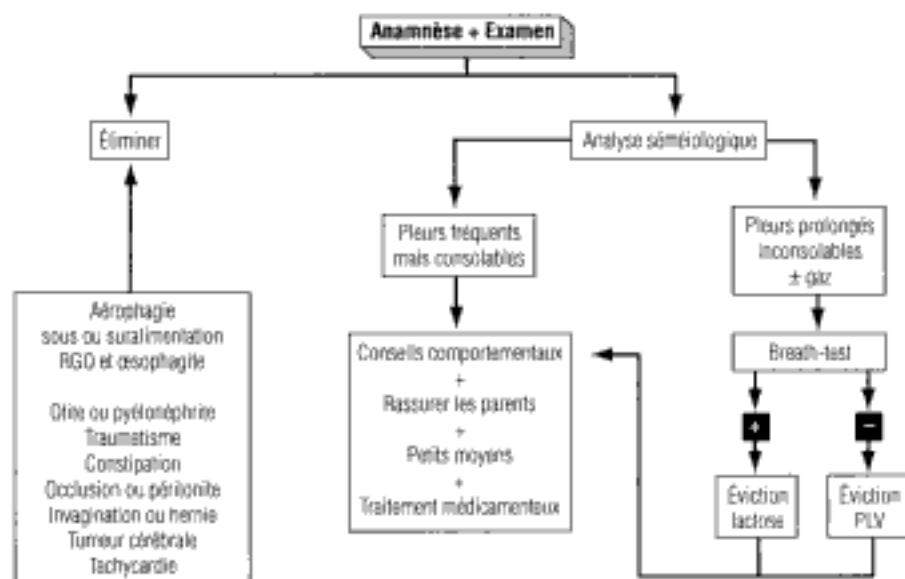 Anamnèse + Examen
Éliminer
Analyse séméiologique
Pleurs fréquents
mais consolables
Pleurs prolongés
inconsolables
± gaz
Aérophagie
sous ou suralimentation
RGO et œsophagite
Otite ou pyélonéphrite
Traumatisme
Constipation
Occlusion ou péritonite
Invagination ou hernie
Tumeur cérébrale
Tachycardie
Conseils comportementaux
+
Rassurer les parents
+
Petits moyens
+
Traitement médicamenteux
Breath-test
+
−
Éviction
lactose
Éviction
PLV